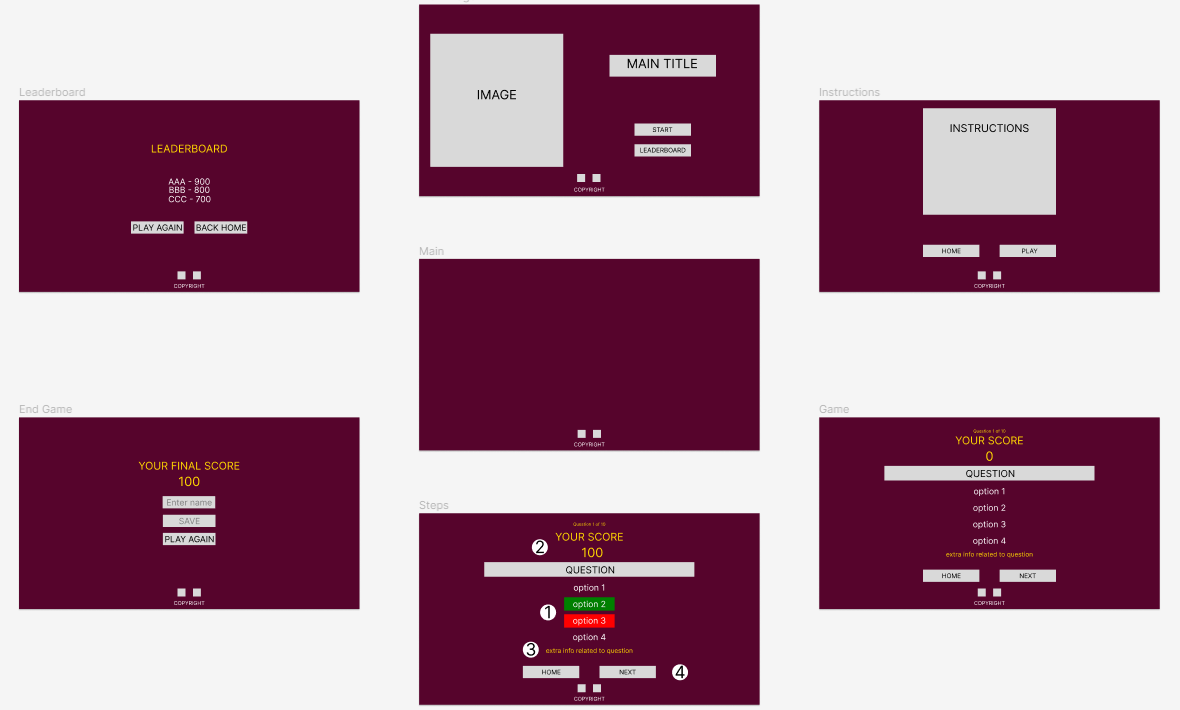 Leaderboard
LEADERBOARD
AAA - 900
BBB - 800
CCC - 700
PLAY AGAIN
BACK HOME
COPYRIGHT
IMAGE
MAIN TITLE
START
LEADERBOARD
COPYRIGHT
Instructions
INSTRUCTIONS
HOME
PLAY
COPYRIGHT
Main
COPYRIGHT
End Game
YOUR FINAL SCORE
100
Enter name
SAVE
PLAY AGAIN
COPYRIGHT
Steps
Question 1 of 10
YOUR SCORE
2
100
QUESTION
option 1
option 2
1
option 3
option 4
3
extra info related to question
HOME
NEXT
4
COPYRIGHT
Game
Question 1 of 10
YOUR SCORE
0
QUESTION
option 1
option 2
option 3
option 4
extra info related to question
HOME
NEXT
COPYRIGHT